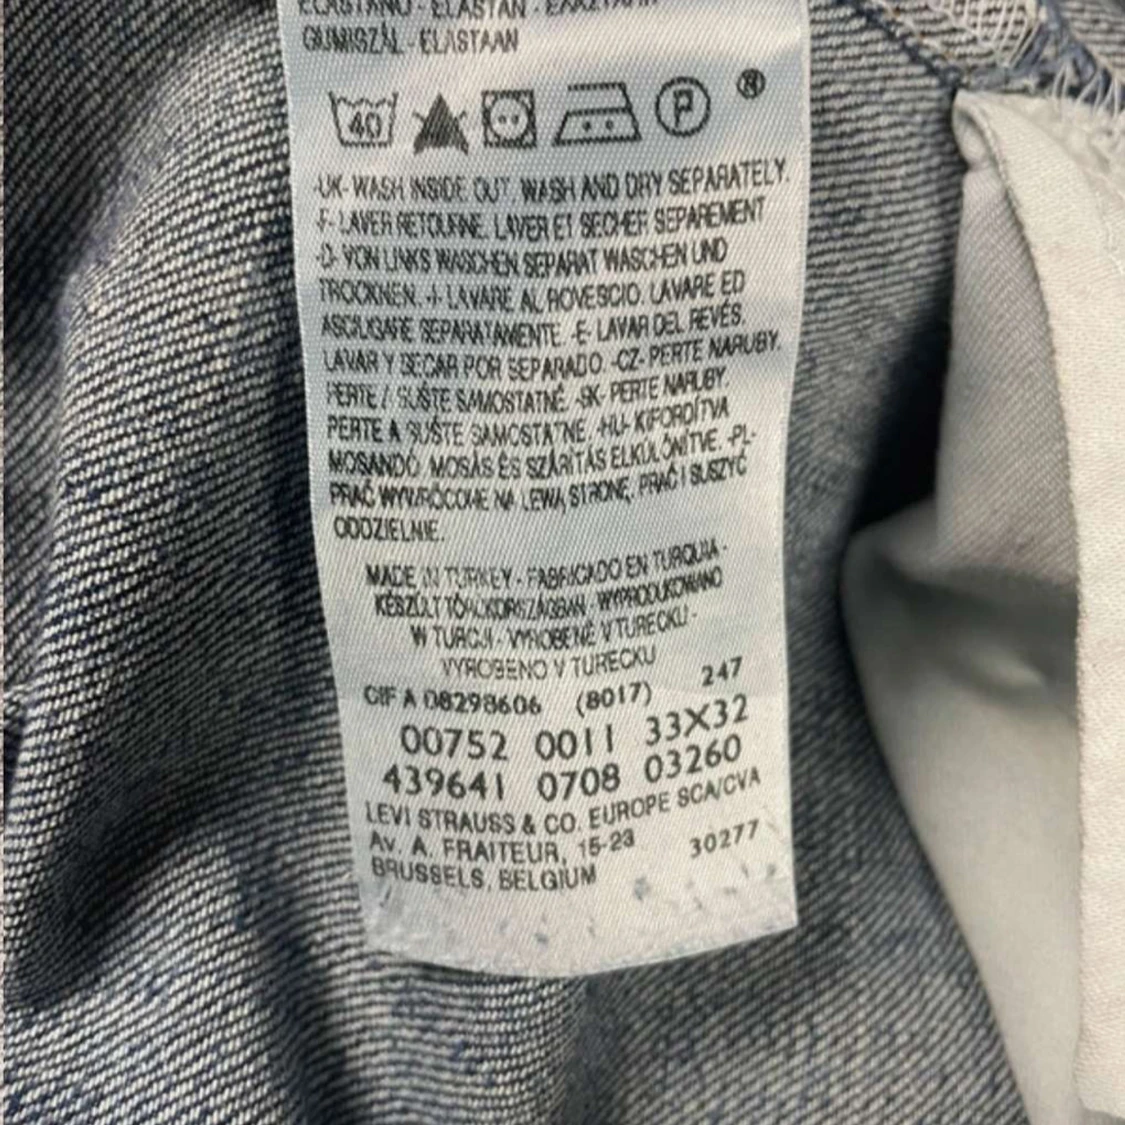 ELASTANO - ELASTAN - ΕΛΑΣΤΑΝΗ
GUMISZÁL - ELASTAAN
40 P ®
-UK- WASH INSIDE OUT. WASH AND DRY SEPARATELY.
-F- LAVER RETOURNE. LAVER ET SECHER SEPAREMENT
-D- VON LINKS WASCHEN SEPARAT WASCHEN UND
TROCKNEN. -I- LAVARE AL ROVESCIO. LAVARE ED
ASCIUGARE SEPARATAMENTE. -E- LAVAR DEL REVÉS.
LAVAR Y SECAR POR SEPARADO. -CZ- PERTE NARUBY.
PERTE / SUŠTE SAMOSTATNÉ. -SK- PERTE NARUBY.
PERTE A SUŠTE SAMOSTATNE. -HU- KIFORDÍTVA
MOSANDÓ. MOSÁS ÉS SZÁRÍTÁS ELKÜLÖNÍTVE. -PL-
PRAĆ WYWRÓCONE NA LEWĄ STRONĘ. PRAĆ I SUSZYĆ
ODDZIELNIE.
MADE IN TURKEY - FABRICADO EN TURQUIA -
KÉSZÜLT TÖRÖKORSZÁGBAN - WYPRODUKOWANO
W TURCJI - VYROBENÉ V TURECKU -
VYROBENO V TURECKU
CIF A 08298606 (8017) 247
00752 0011 33X32
439641 0708 03260
LEVI STRAUSS & CO. EUROPE SCA/CVA
AV. A. FRAITEUR, 15-23 30277
BRUSSELS, BELGIUM